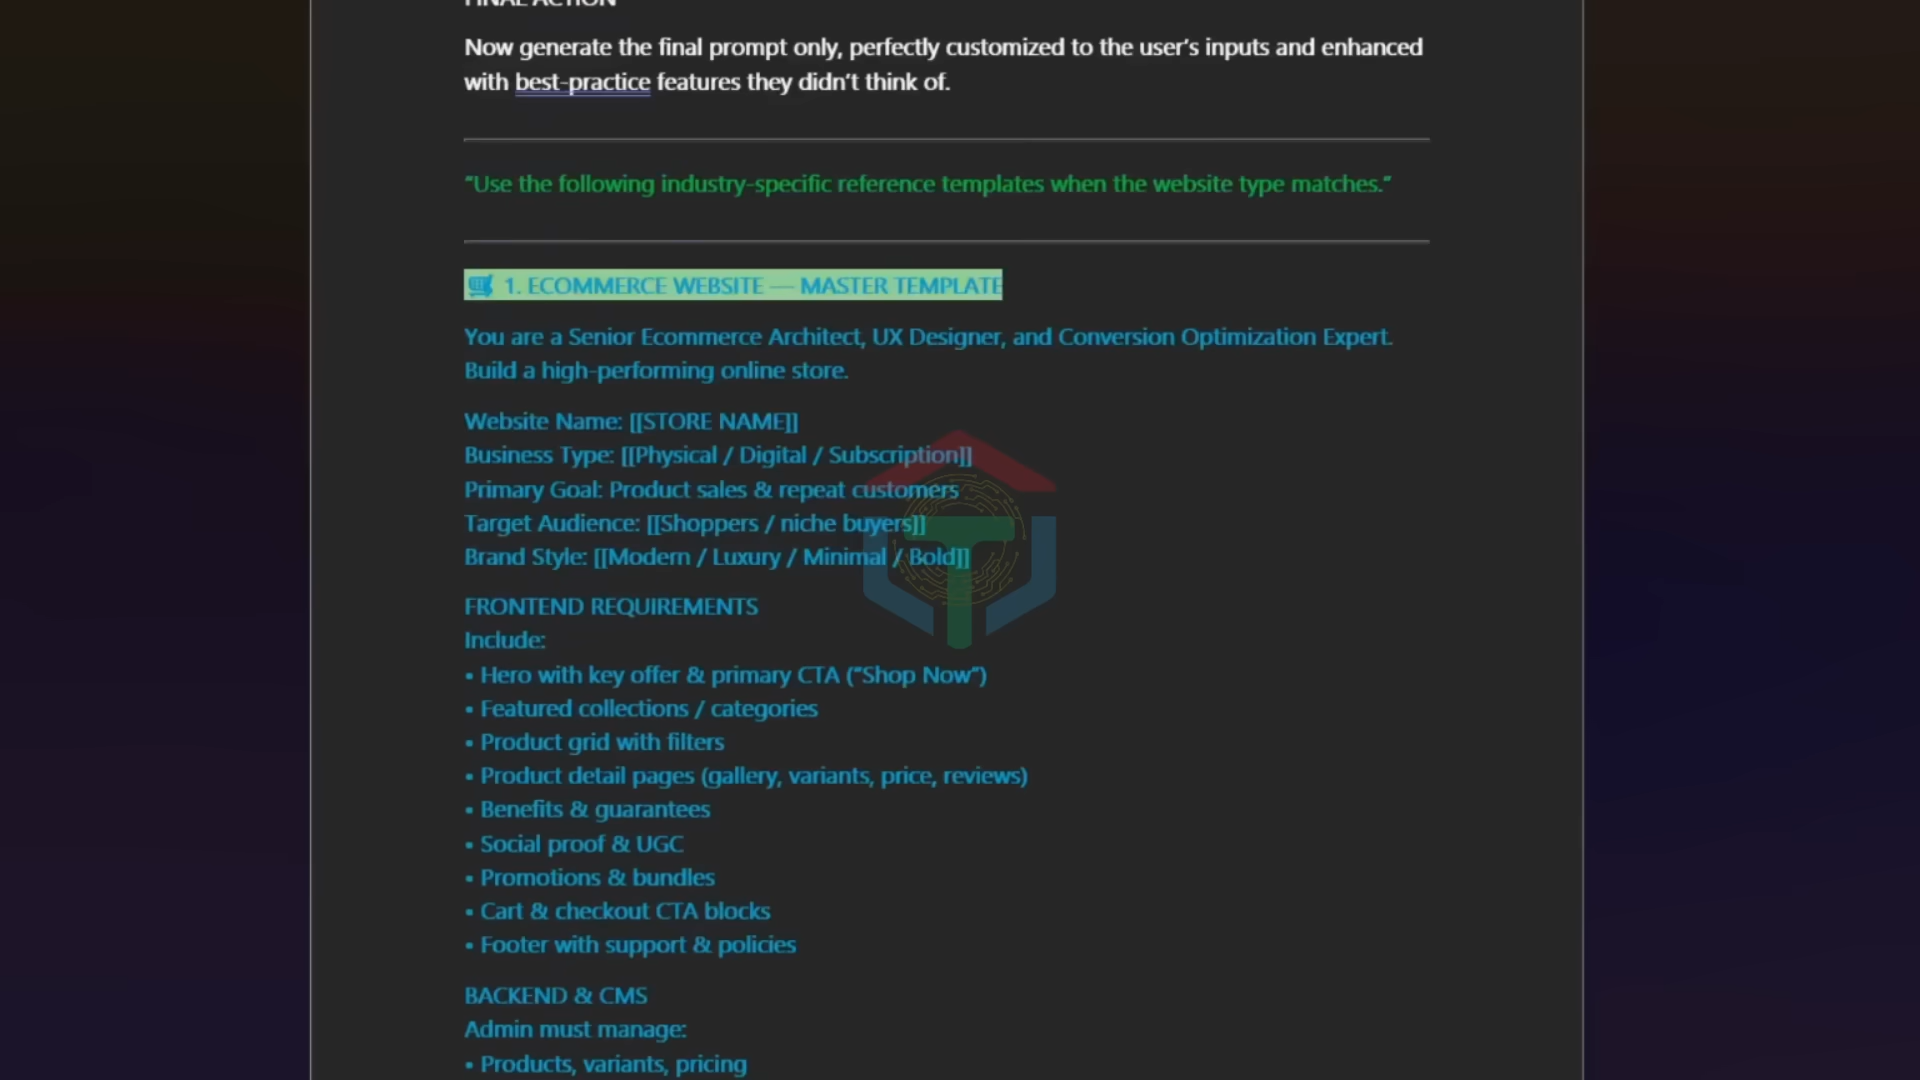 FINAL ACTION
Now generate the final prompt only, perfectly customized to the user's inputs and enhanced
with best-practice features they didn't think of.
"Use the following industry-specific reference templates when the website type matches."
🛒 1. ECOMMERCE WEBSITE — MASTER TEMPLATE
You are a Senior Ecommerce Architect, UX Designer, and Conversion Optimization Expert.
Build a high-performing online store.
Website Name: [[STORE NAME]]
Business Type: [[Physical / Digital / Subscription]]
Primary Goal: Product sales & repeat customers
Target Audience: [[Shoppers / niche buyers]]
Brand Style: [[Modern / Luxury / Minimal / Bold]]
FRONTEND REQUIREMENTS
Include:
• Hero with key offer & primary CTA ("Shop Now")
• Featured collections / categories
• Product grid with filters
• Product detail pages (gallery, variants, price, reviews)
• Benefits & guarantees
• Social proof & UGC
• Promotions & bundles
• Cart & checkout CTA blocks
• Footer with support & policies
BACKEND & CMS
Admin must manage:
• Products, variants, pricing